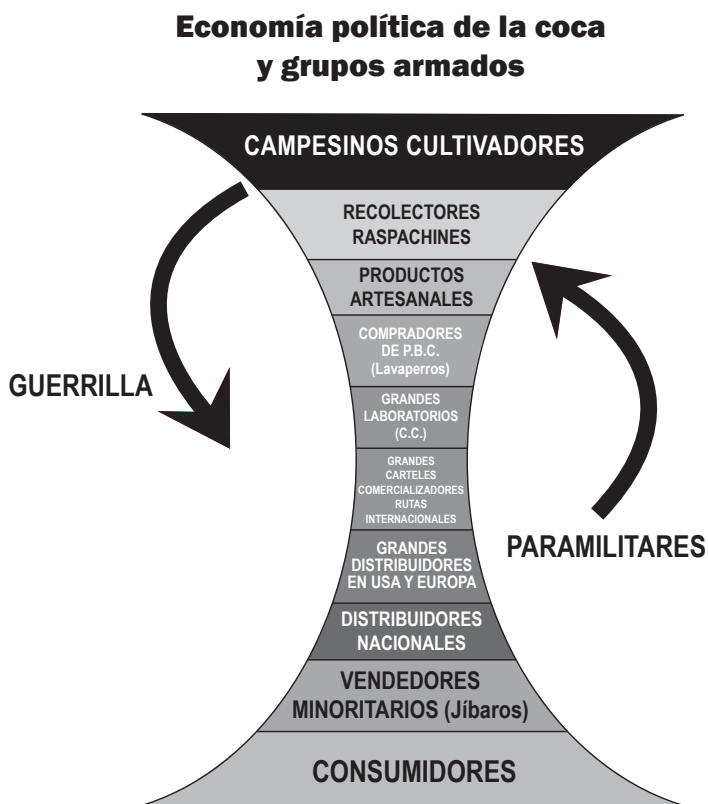 Economía política de la coca
y grupos armados
CAMPESINOS CULTIVADORES
RECOLECTORES
RASPACHINES
PRODUCTOS
ARTESANALES
COMPRADORES
DE P.B.C.
(Lavaperros)
GUERRILLA
GRANDES
LABORATORIOS
(C.C.)
GRANDES
CARTELES
COMERCIALIZADORES
RUTAS
INTERNACIONALES
PARAMILITARES
GRANDES
DISTRIBUIDORES
EN USA Y EUROPA
DISTRIBUIDORES
NACIONALES
VENDEDORES
MINORITARIOS (Jíbaros)
CONSUMIDORES